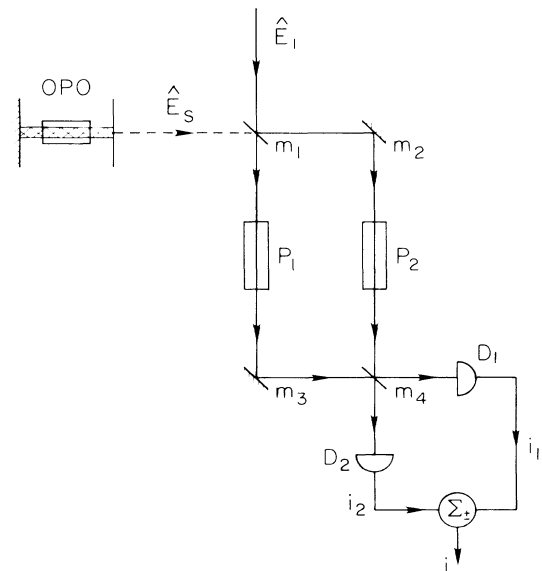 Ê₁
OPO
Êₛ
m₁
m₂
P₁
P₂
D₁
m₃
m₄
D₂
i₁
i₂
Σ±
i